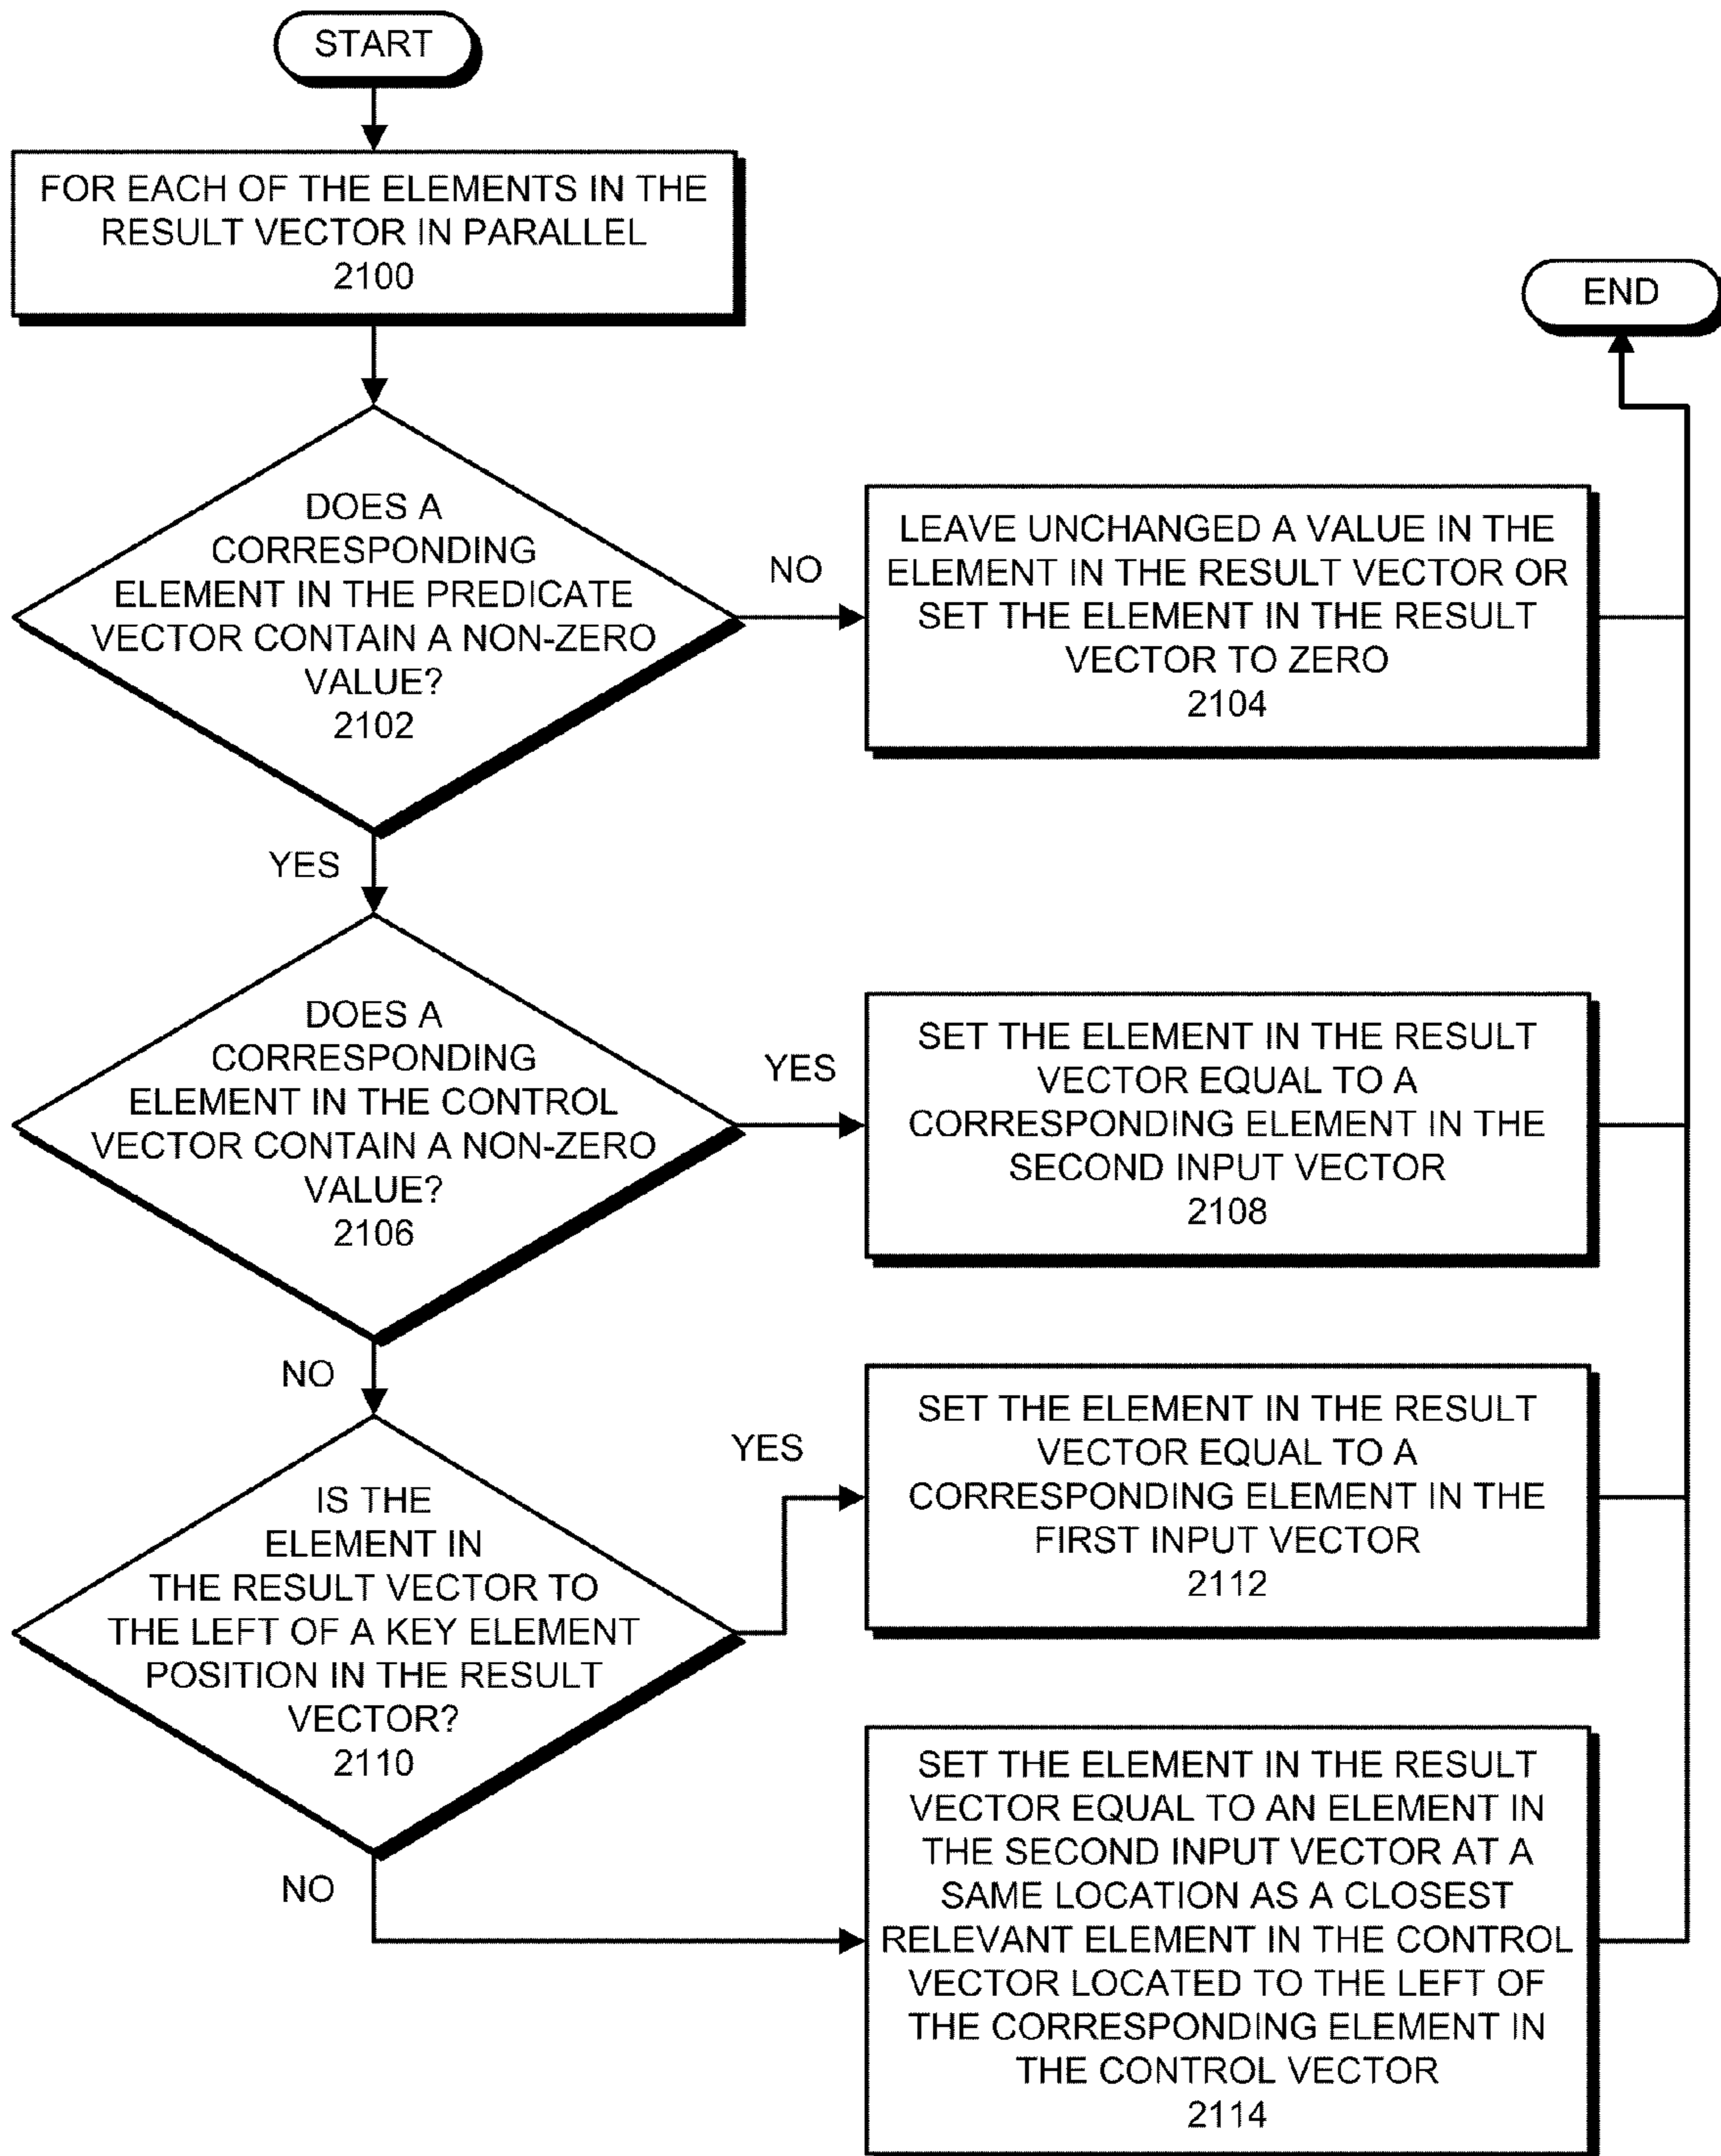 START
FOR EACH OF THE ELEMENTS IN THE
RESULT VECTOR IN PARALLEL
2100
END
DOES A
CORRESPONDING
ELEMENT IN THE PREDICATE
VECTOR CONTAIN A NON-ZERO
VALUE?
2102
NO
LEAVE UNCHANGED A VALUE IN THE
ELEMENT IN THE RESULT VECTOR OR
SET THE ELEMENT IN THE RESULT
VECTOR TO ZERO
2104
YES
DOES A
CORRESPONDING
ELEMENT IN THE CONTROL
VECTOR CONTAIN A NON-ZERO
VALUE?
2106
YES
SET THE ELEMENT IN THE RESULT
VECTOR EQUAL TO A
CORRESPONDING ELEMENT IN THE
SECOND INPUT VECTOR
2108
NO
IS THE
ELEMENT IN
THE RESULT VECTOR TO
THE LEFT OF A KEY ELEMENT
POSITION IN THE RESULT
VECTOR?
2110
YES
SET THE ELEMENT IN THE RESULT
VECTOR EQUAL TO A
CORRESPONDING ELEMENT IN THE
FIRST INPUT VECTOR
2112
NO
SET THE ELEMENT IN THE RESULT
VECTOR EQUAL TO AN ELEMENT IN
THE SECOND INPUT VECTOR AT A
SAME LOCATION AS A CLOSEST
RELEVANT ELEMENT IN THE CONTROL
VECTOR LOCATED TO THE LEFT OF
THE CORRESPONDING ELEMENT IN
THE CONTROL VECTOR
2114